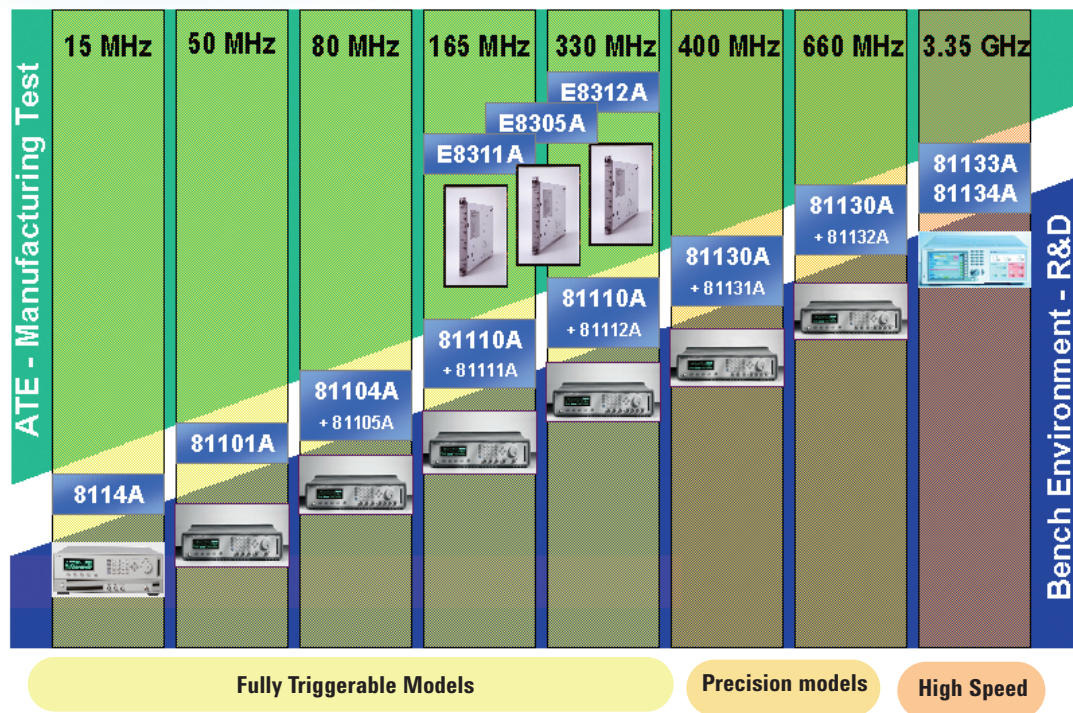 15 MHz
50 MHz
80 MHz
165 MHz
330 MHz
400 MHz
660 MHz
3.35 GHz
ATE - Manufacturing Test
E8312A
E8305A
E8311A
81133A
81134A
81130A
+ 81132A
81130A
+ 81131A
81110A
+ 81112A
81110A
+ 81111A
81104A
+ 81105A
81101A
8114A
Bench Environment - R&D
Fully Triggerable Models
Precision models
High Speed